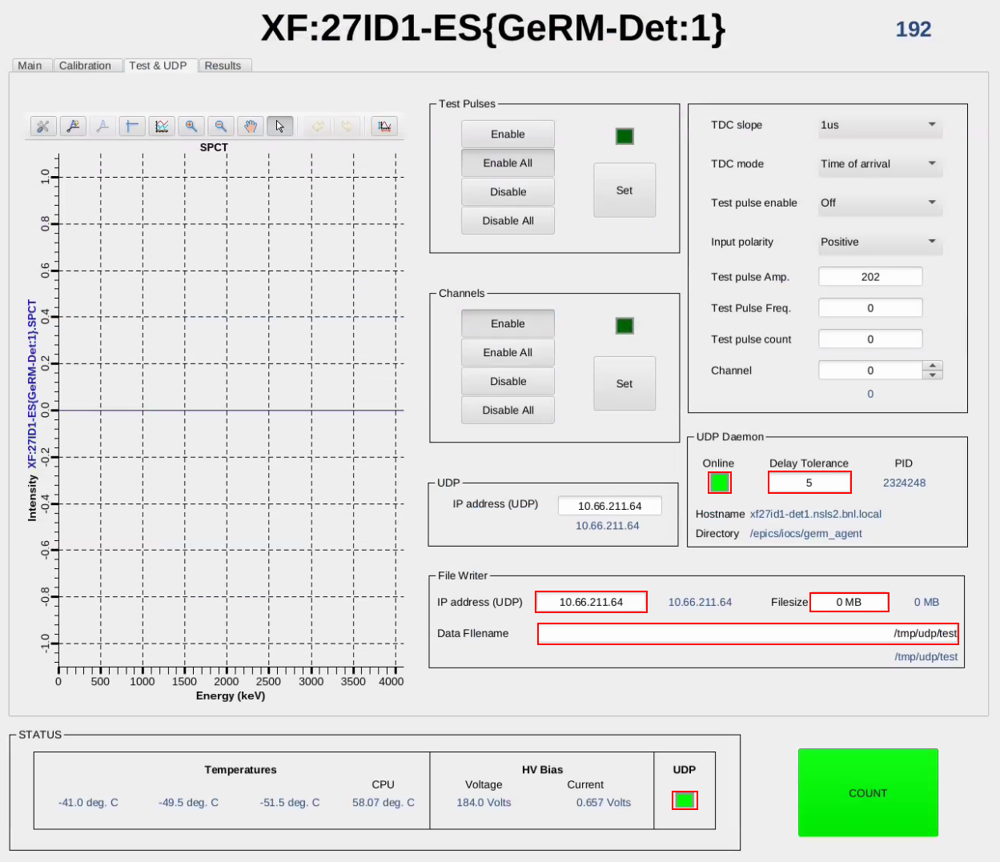 XF:27ID1-ES{GeRM-Det:1}
192
Main Calibration Test & UDP Results
SPCT
1.0
0.8
0.6
0.4
0.2
0.0
-0.2
-0.4
-0.6
-0.8
-1.0
Intensity XF:27ID1-ES{GeRM-Det:1}.SPCT
0 500 1000 1500 2000 2500 3000 3500 4000
Energy (keV)
Test Pulses
Enable
Enable All
Disable
Disable All
Set
Channels
Enable
Enable All
Disable
Disable All
Set
TDC slope 1us
TDC mode Time of arrival
Test pulse enable Off
Input polarity Positive
Test pulse Amp. 202
Test Pulse Freq. 0
Test pulse count 0
Channel 0
0
UDP
IP address (UDP) 10.66.211.64
10.66.211.64
UDP Daemon
Online Delay Tolerance PID
5 2324248
Hostname xf27id1-det1.nsls2.bnl.local
Directory /epics/iocs/germ_agent
File Writer
IP address (UDP) 10.66.211.64 10.66.211.64 Filesize 0 MB 0 MB
Data FIlename /tmp/udp/test
/tmp/udp/test
STATUS
Temperatures
CPU
-41.0 deg. C -49.5 deg. C -51.5 deg. C 58.07 deg. C
HV Bias
Voltage Current
184.0 Volts 0.657 Volts
UDP
COUNT